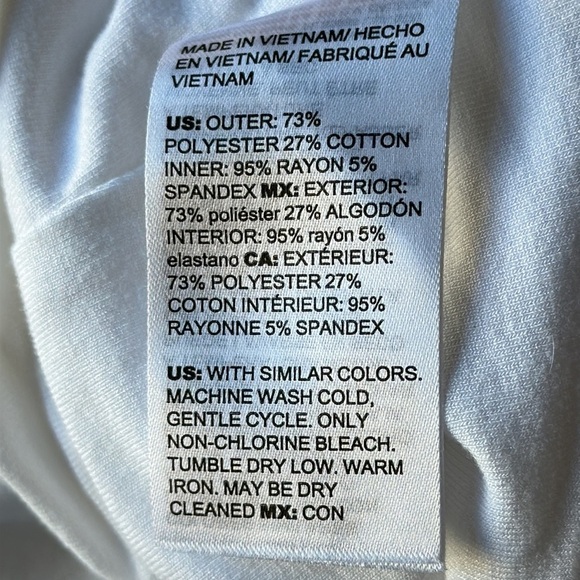 MADE IN VIETNAM/ HECHO
EN VIETNAM/ FABRIQUÉ AU
VIETNAM
US: OUTER: 73%
POLYESTER 27% COTTON
INNER: 95% RAYON 5%
SPANDEX MX: EXTERIOR:
73% poliéster 27% ALGODÓN
INTERIOR: 95% rayón 5%
elastano CA: EXTÉRIEUR:
73% POLYESTER 27%
COTON INTÉRIEUR: 95%
RAYONNE 5% SPANDEX
US: WITH SIMILAR COLORS.
MACHINE WASH COLD,
GENTLE CYCLE. ONLY
NON-CHLORINE BLEACH.
TUMBLE DRY LOW. WARM
IRON. MAY BE DRY
CLEANED MX: CON